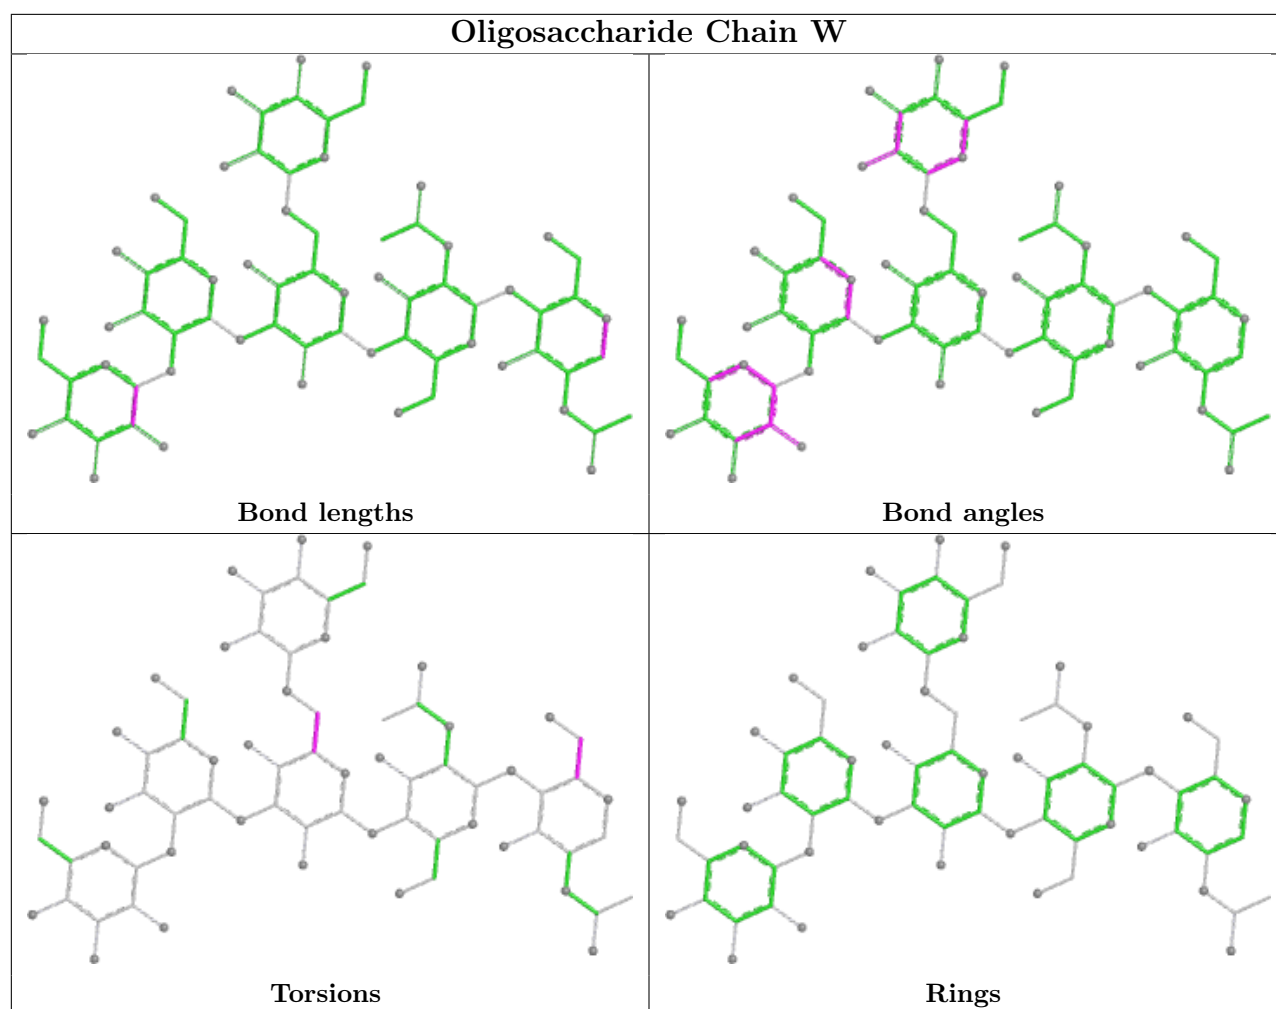 Oligosaccharide Chain W
Bond lengths
Bond angles
Torsions
Rings